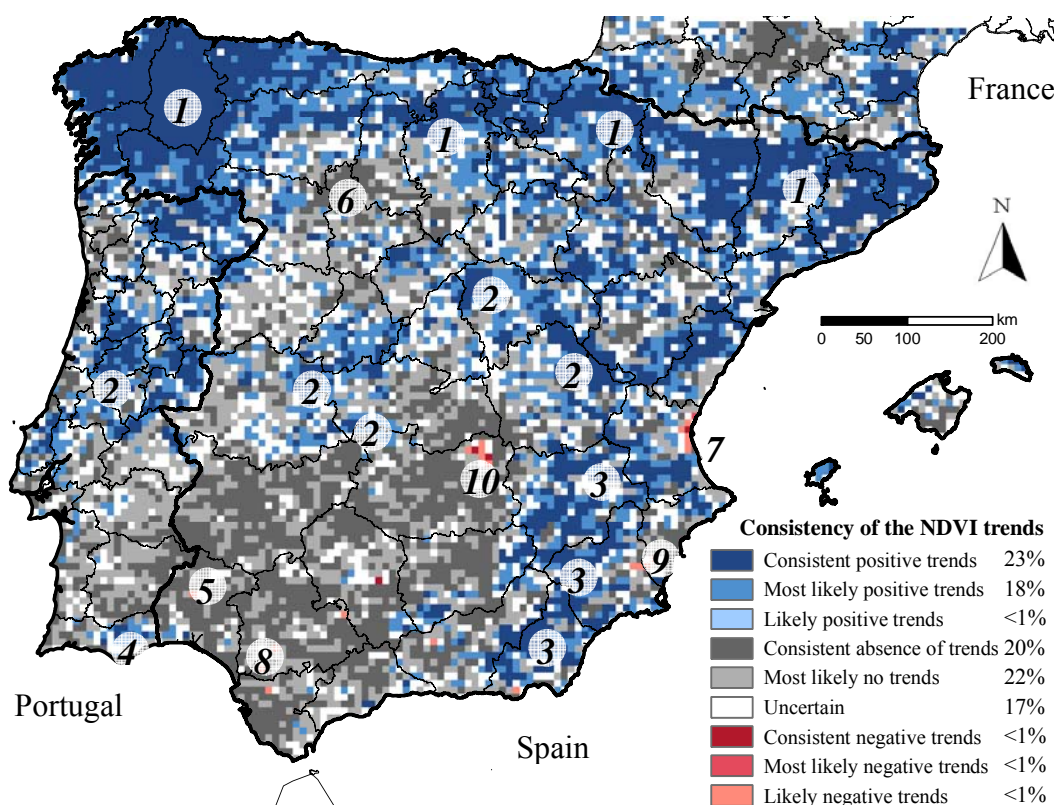 France
1
1
1
1
6
N
2
km
0 50 100 200
2
2
2
2
7
10
3
Consistency of the NDVI trends
9
Consistent positive trends 23%
3
5
Most likely positive trends 18%
Likely positive trends <1%
4
8
3
Consistent absence of trends 20%
Most likely no trends 22%
Portugal
Uncertain 17%
Spain
Consistent negative trends <1%
Most likely negative trends <1%
Likely negative trends <1%